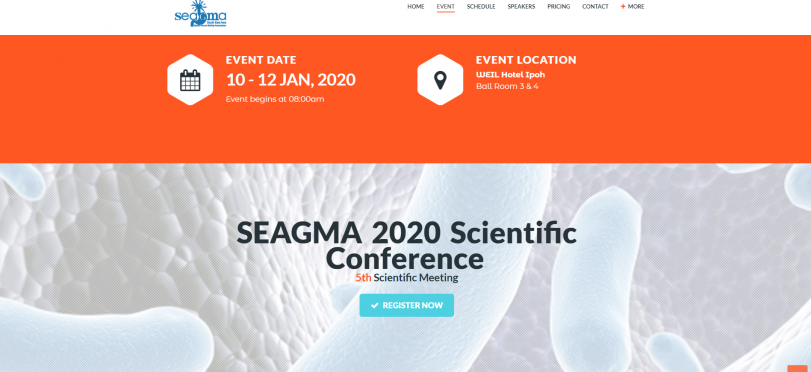 seagma
HOME EVENT SCHEDULE SPEAKERS PRICING CONTACT + MORE
EVENT DATE
10 - 12 JAN, 2020
Event begins at 08:00am
EVENT LOCATION
WEIL Hotel Ipoh
Ball Room 3 & 4
SEAGMA 2020 Scientific
Conference
5th Scientific Meeting
REGISTER NOW